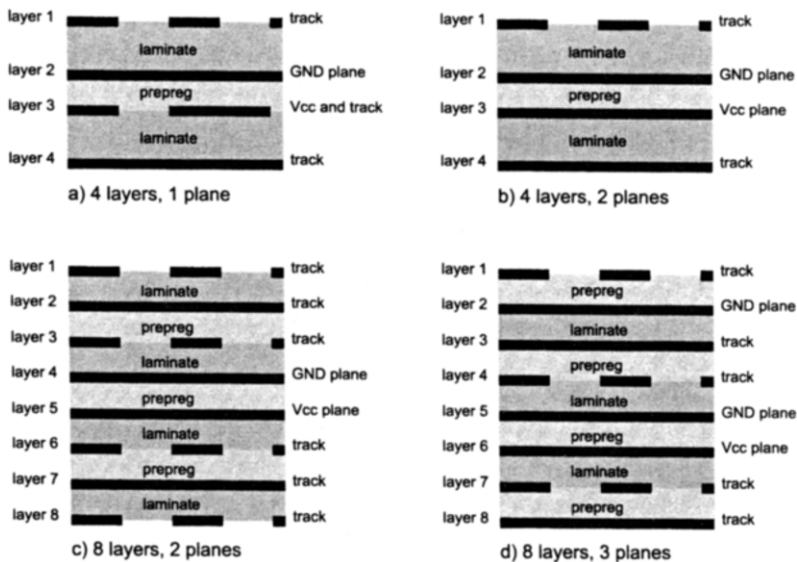 layer 1 track
laminate
layer 2 GND plane
prepreg
layer 3 Vcc and track
laminate
layer 4 track
a) 4 layers, 1 plane
layer 1 track
laminate
layer 2 GND plane
prepreg
layer 3 Vcc plane
laminate
layer 4 track
b) 4 layers, 2 planes
layer 1 track
laminate
layer 2 track
prepreg
layer 3 track
laminate
layer 4 GND plane
prepreg
layer 5 Vcc plane
laminate
layer 6 track
prepreg
layer 7 track
laminate
layer 8 track
c) 8 layers, 2 planes
layer 1 track
prepreg
layer 2 GND plane
laminate
layer 3 track
prepreg
layer 4 track
laminate
layer 5 GND plane
prepreg
layer 6 Vcc plane
laminate
layer 7 track
prepreg
layer 8 track
d) 8 layers, 3 planes